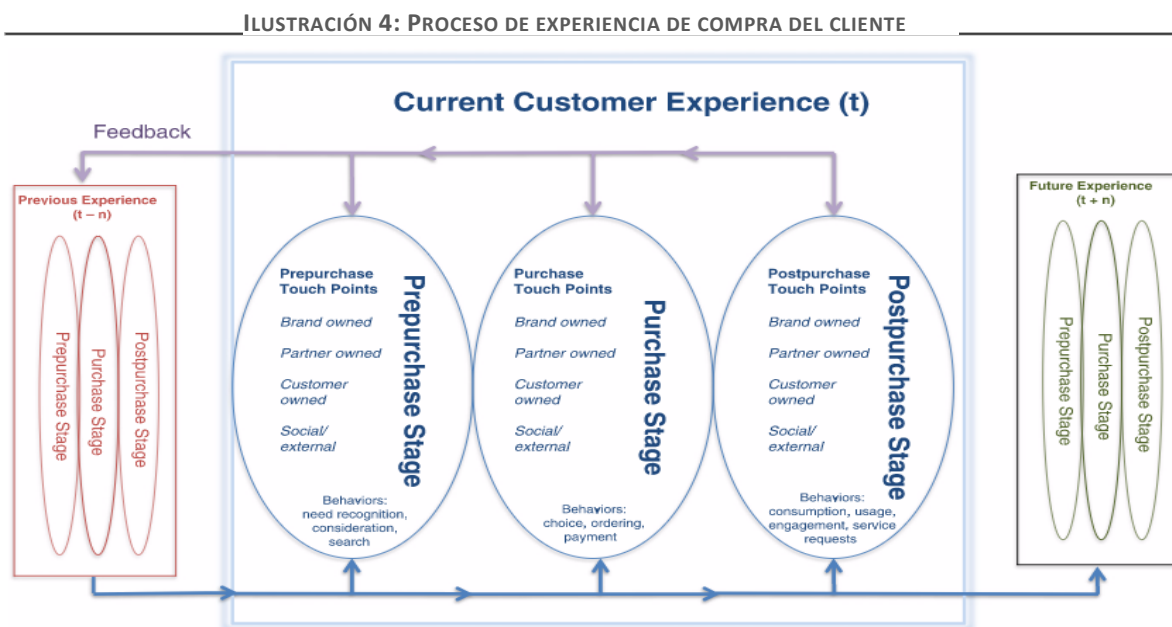 ILUSTRACIÓN 4: PROCESO DE EXPERIENCIA DE COMPRA DEL CLIENTE
Current Customer Experience (t)
Feedback
Previous Experience
(t – n)
Prepurchase Stage
Purchase Stage
Postpurchase Stage
Prepurchase
Touch Points
Brand owned
Partner owned
Customer
owned
Social/
external
Prepurchase Stage
Behaviors:
need recognition,
consideration,
search
Purchase
Touch Points
Brand owned
Partner owned
Customer
owned
Social/
external
Purchase Stage
Behaviors:
choice, ordering,
payment
Postpurchase
Touch Points
Brand owned
Partner owned
Customer
owned
Social/
external
Postpurchase Stage
Behaviors:
consumption, usage,
engagement, service
requests
Future Experience
(t + n)
Prepurchase Stage
Purchase Stage
Postpurchase Stage